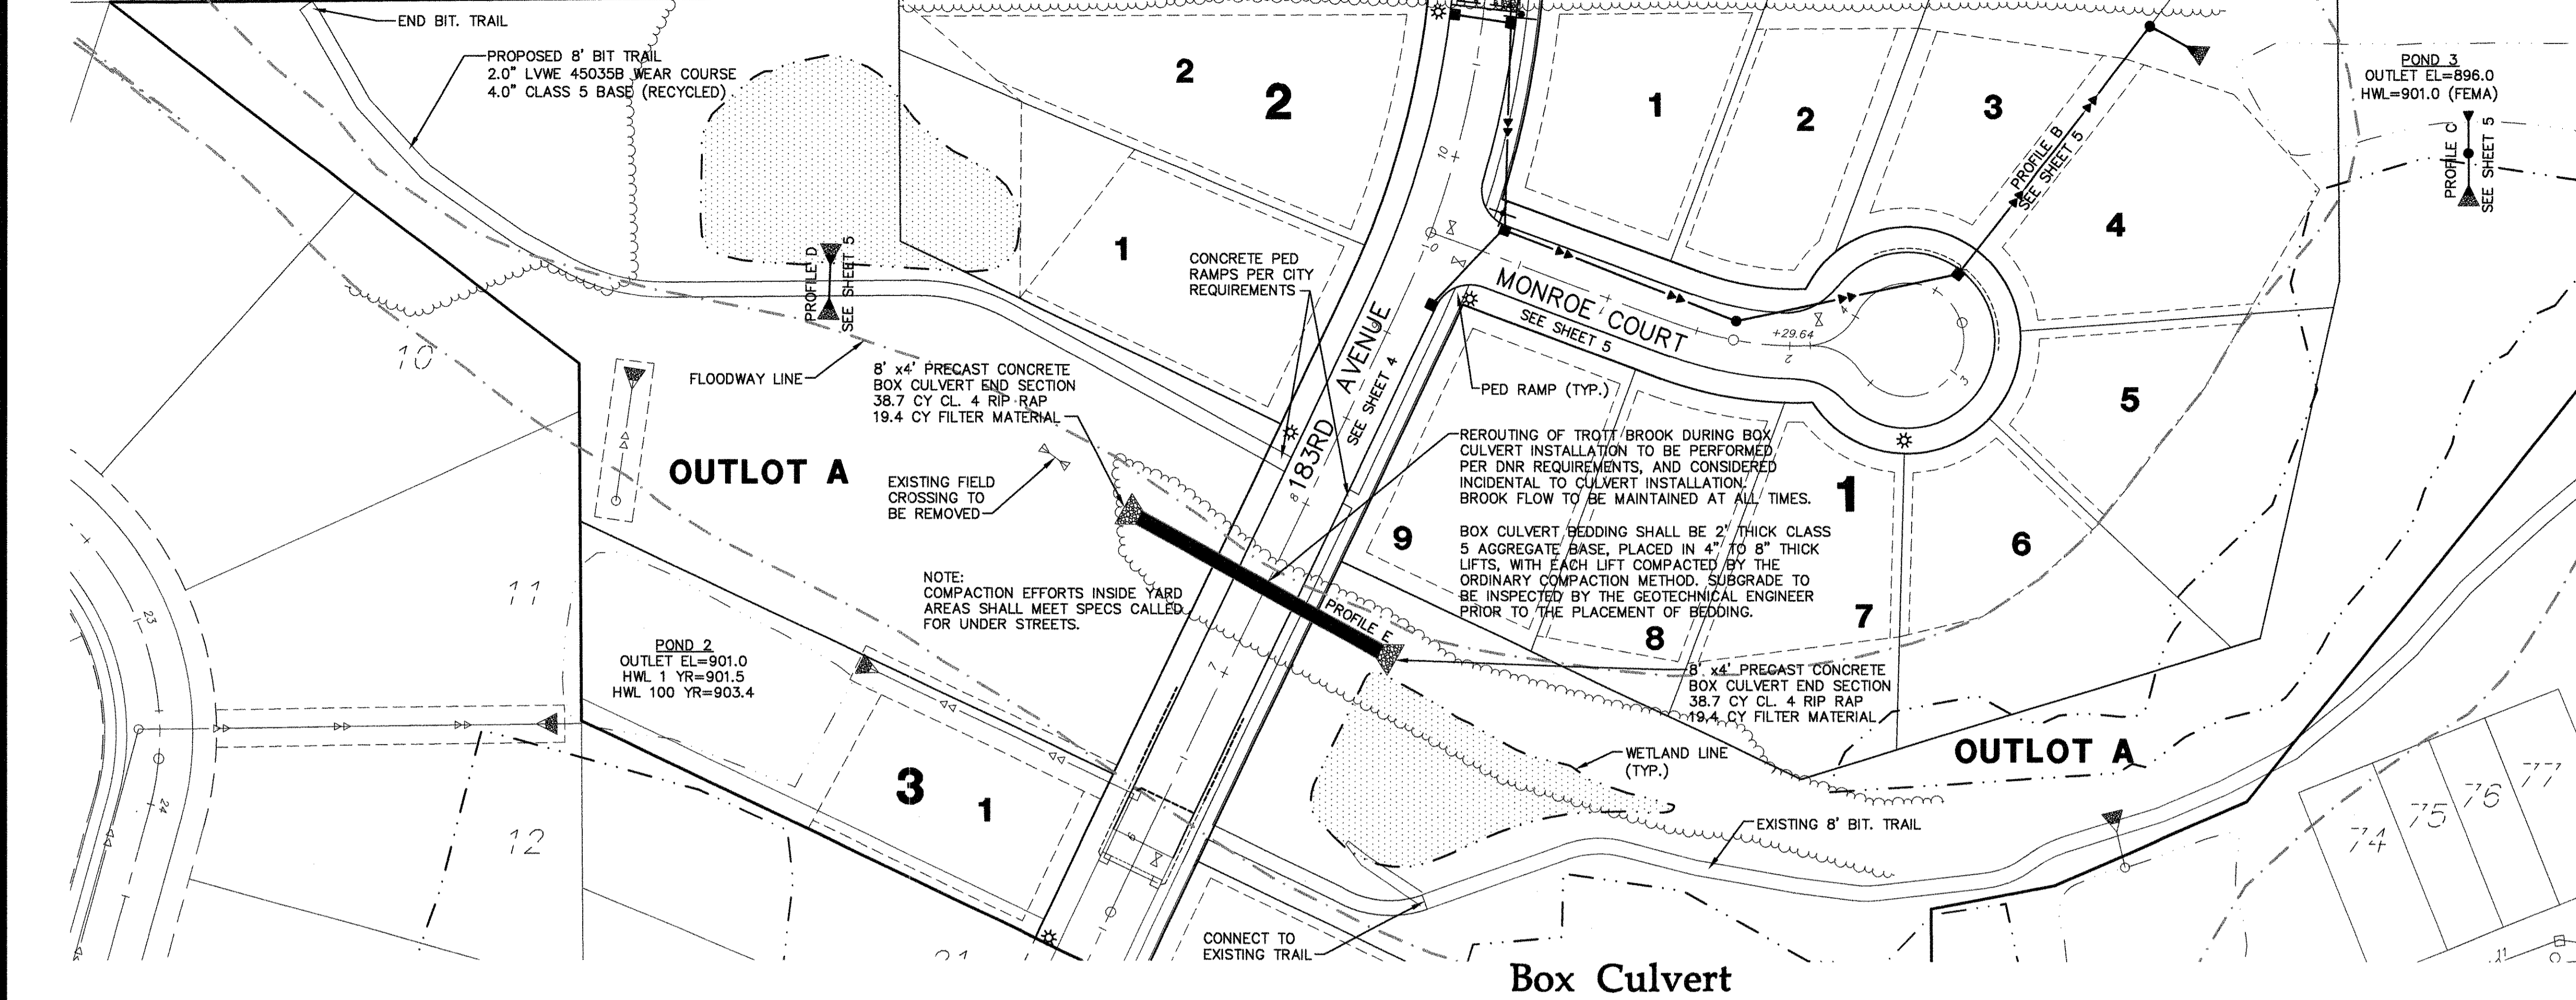 END BIT. TRAIL
PROPOSED 8' BIT TRAIL
2.0" LVWE 45035B WEAR COURSE
4.0" CLASS 5 BASE (RECYCLED)
2
2
1
1
2
3
4
5
6
7
8
9
1
10
PROFILE B
SEE SHEET 5
POND 3
OUTLET EL=896.0
HWL=901.0 (FEMA)
PROFILE C
SEE SHEET 5
PROFILE D
SEE SHEET 5
CONCRETE PED
RAMPS PER CITY
REQUIREMENTS
MONROE COURT
SEE SHEET 5
+29.64
183RD AVENUE
SEE SHEET 4
PED RAMP (TYP.)
FLOODWAY LINE
8' x4' PRECAST CONCRETE
BOX CULVERT END SECTION
38.7 CY CL. 4 RIP RAP
19.4 CY FILTER MATERIAL
10
OUTLOT A
EXISTING FIELD
CROSSING TO
BE REMOVED
REROUTING OF TROTT BROOK DURING BOX
CULVERT INSTALLATION TO BE PERFORMED
PER DNR REQUIREMENTS, AND CONSIDERED
INCIDENTAL TO CULVERT INSTALLATION.
BROOK FLOW TO BE MAINTAINED AT ALL TIMES.
BOX CULVERT BEDDING SHALL BE 2' THICK CLASS
5 AGGREGATE BASE, PLACED IN 4" TO 8" THICK
LIFTS, WITH EACH LIFT COMPACTED BY THE
ORDINARY COMPACTION METHOD. SUBGRADE TO
BE INSPECTED BY THE GEOTECHNICAL ENGINEER
PRIOR TO THE PLACEMENT OF BEDDING.
NOTE:
COMPACTION EFFORTS INSIDE YARD
AREAS SHALL MEET SPECS CALLED
FOR UNDER STREETS.
PROFILE E
11
POND 2
OUTLET EL=901.0
HWL 1 YR=901.5
HWL 100 YR=903.4
8' x4' PRECAST CONCRETE
BOX CULVERT END SECTION
38.7 CY CL. 4 RIP RAP
19.4 CY FILTER MATERIAL
WETLAND LINE
(TYP.)
OUTLOT A
23
24
12
3
1
7
8
6
EXISTING 8' BIT. TRAIL
74
75
76
77
CONNECT TO
EXISTING TRAIL
Box Culvert